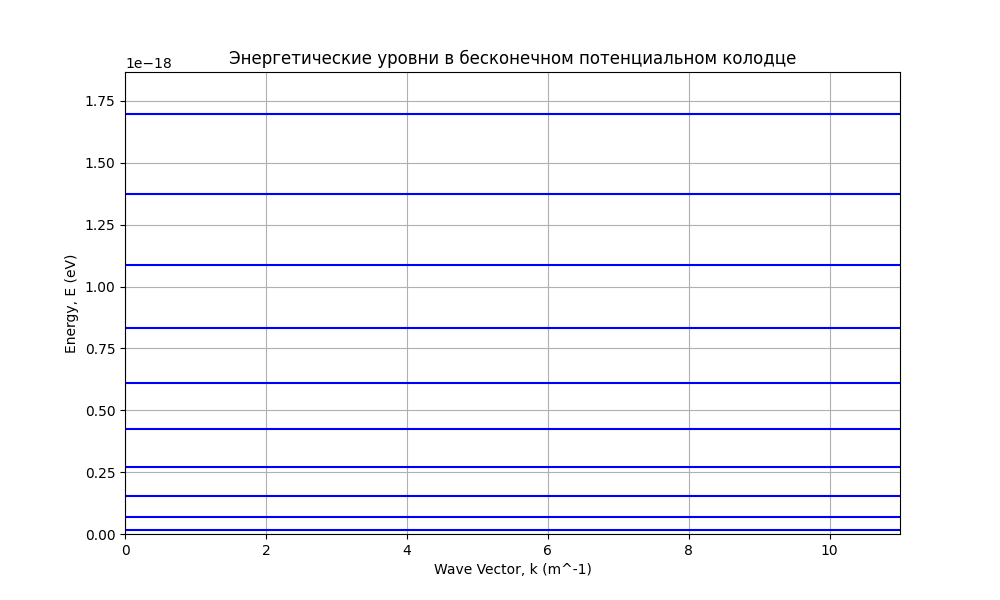 Энергетические уровни в бесконечном потенциальном колодце
1e−18
1.75
1.50
1.25
1.00
0.75
0.50
0.25
0.00
Energy, E (eV)
0 2 4 6 8 10
Wave Vector, k (m^-1)